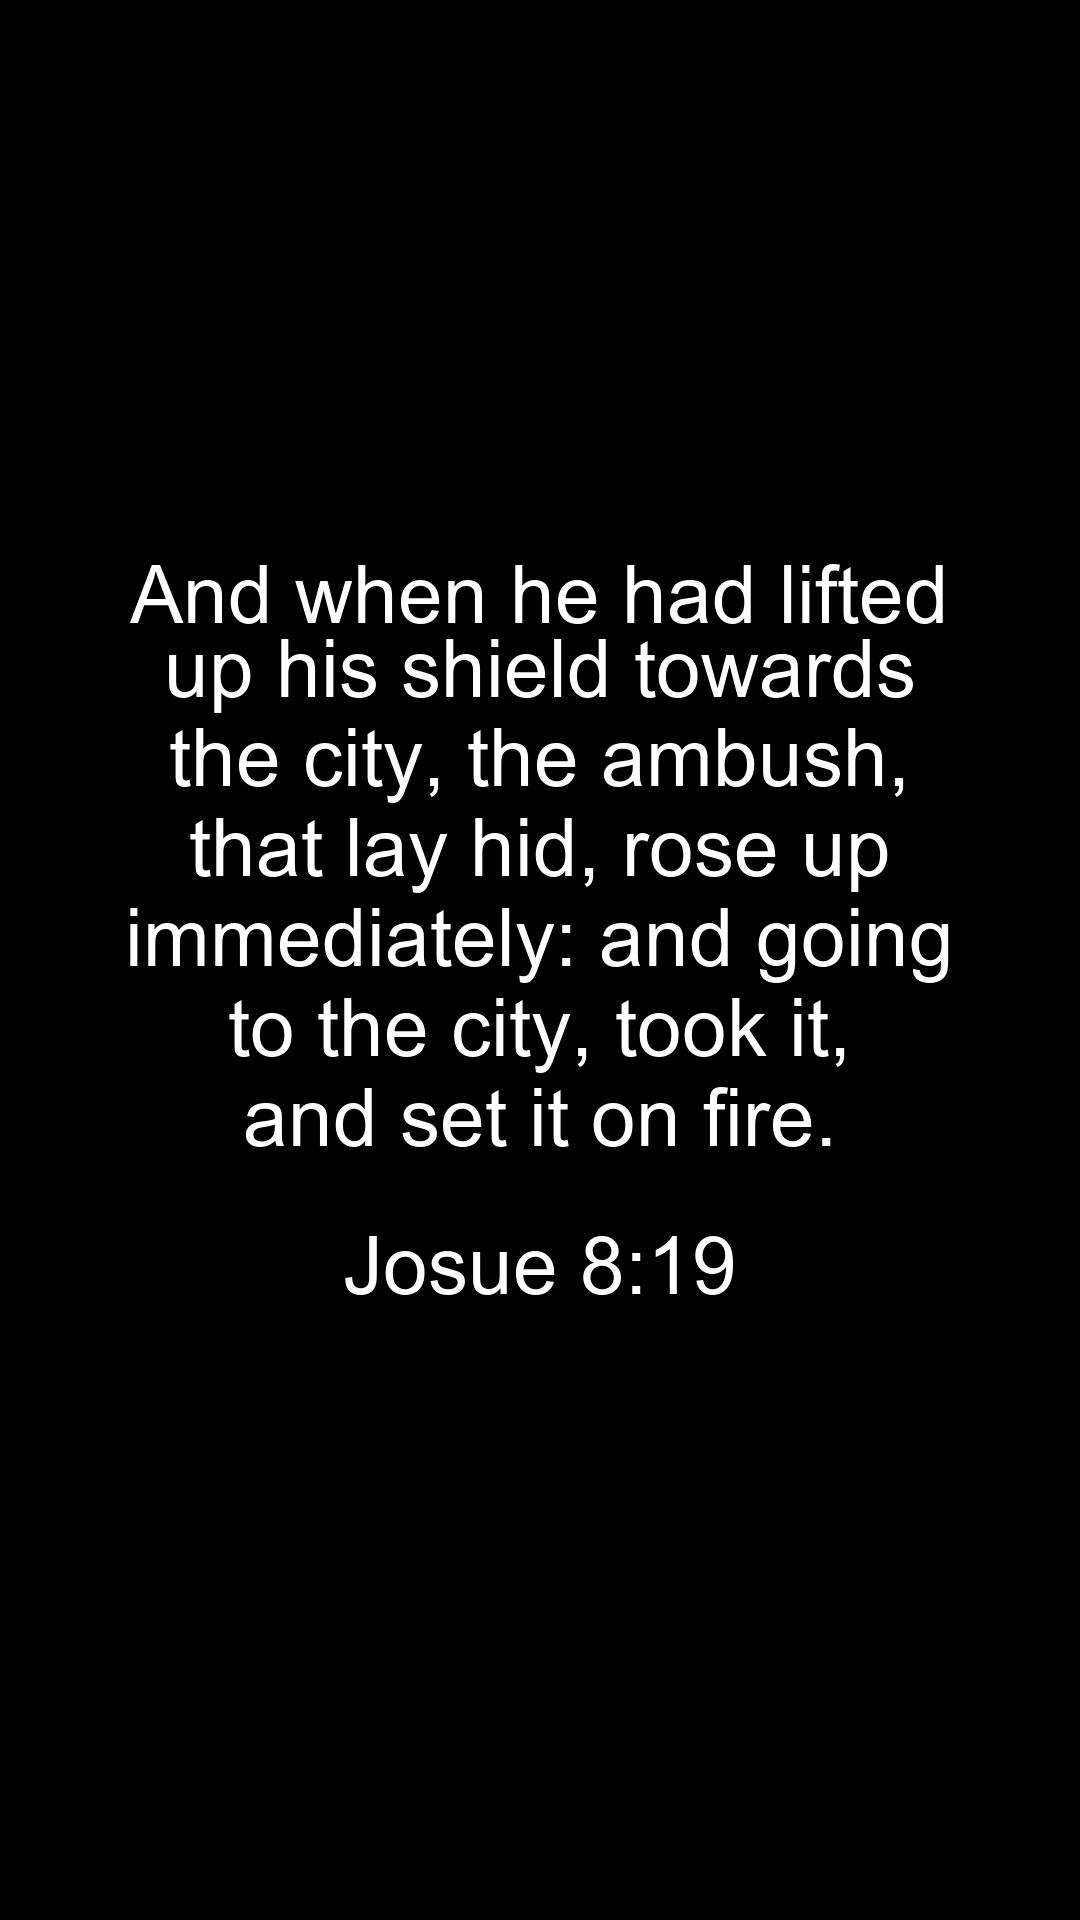 And when he had lifted
up his shield towards
the city, the ambush,
that lay hid, rose up
immediately: and going
to the city, took it,
and set it on fire.
Josue 8:19